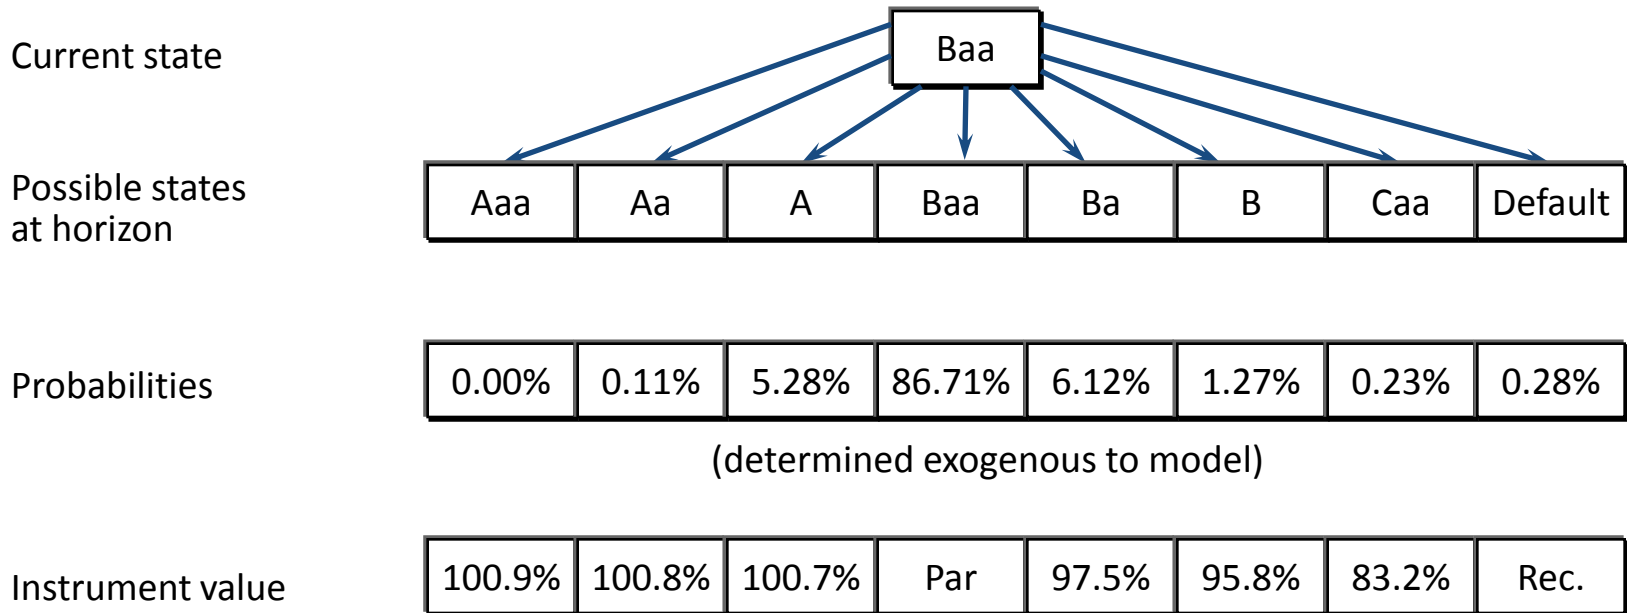 Current state
Baa
Possible states
at horizon
Aaa Aa A Baa Ba B Caa Default
Probabilities
0.00% 0.11% 5.28% 86.71% 6.12% 1.27% 0.23% 0.28%
(determined exogenous to model)
Instrument value
100.9% 100.8% 100.7% Par 97.5% 95.8% 83.2% Rec.